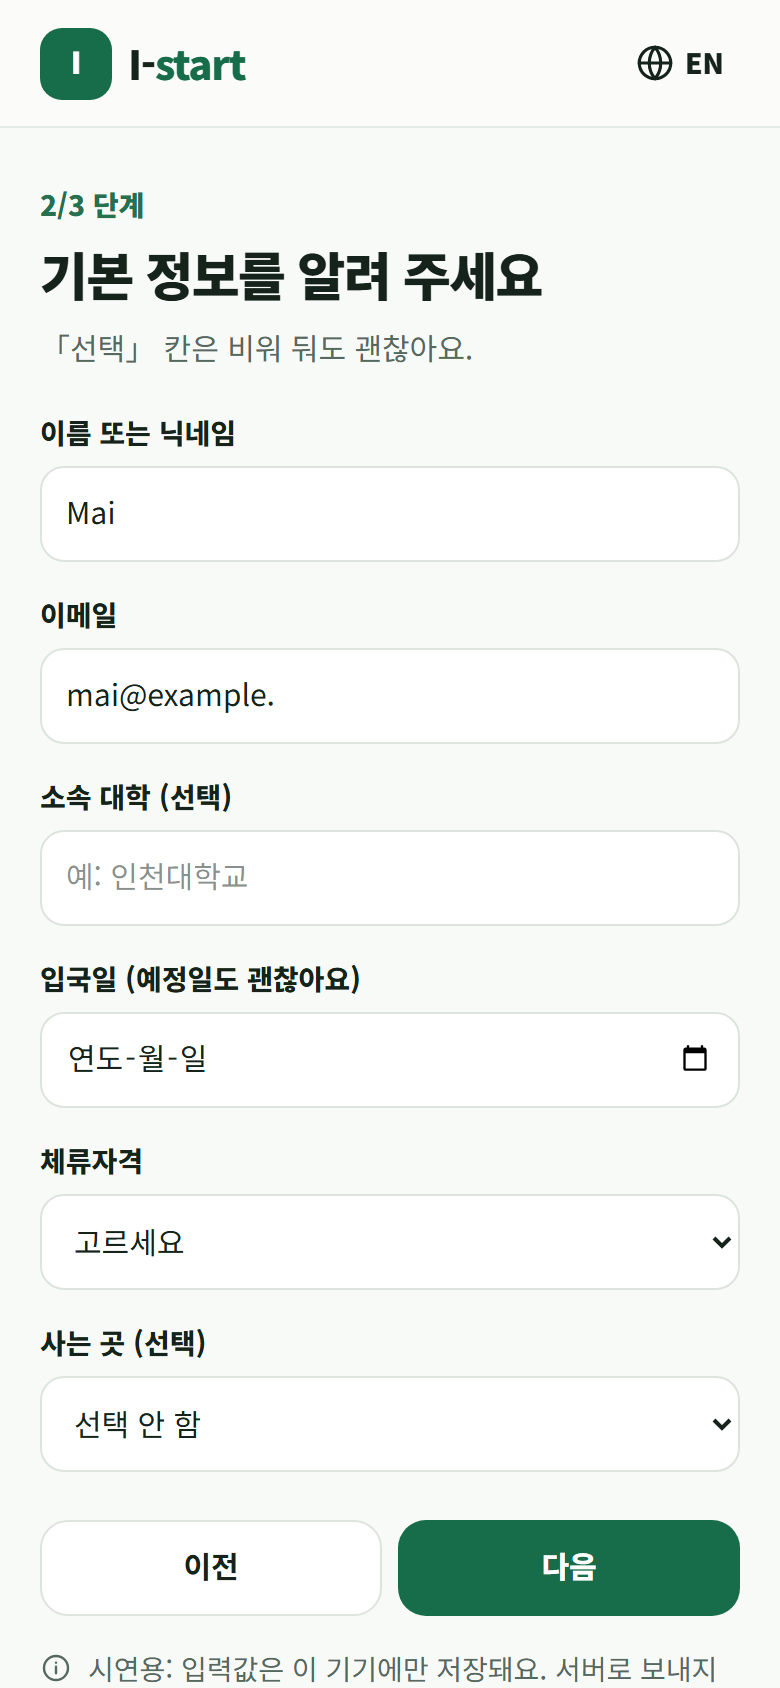 I I-start
EN
2/3 단계
기본 정보를 알려 주세요
「선택」 칸은 비워 둬도 괜찮아요.
이름 또는 닉네임
Mai
이메일
mai@example.
소속 대학 (선택)
예: 인천대학교
입국일 (예정일도 괜찮아요)
연도-월-일
체류자격
고르세요
사는 곳 (선택)
선택 안 함
이전
다음
시연용: 입력값은 이 기기에만 저장돼요. 서버로 보내지